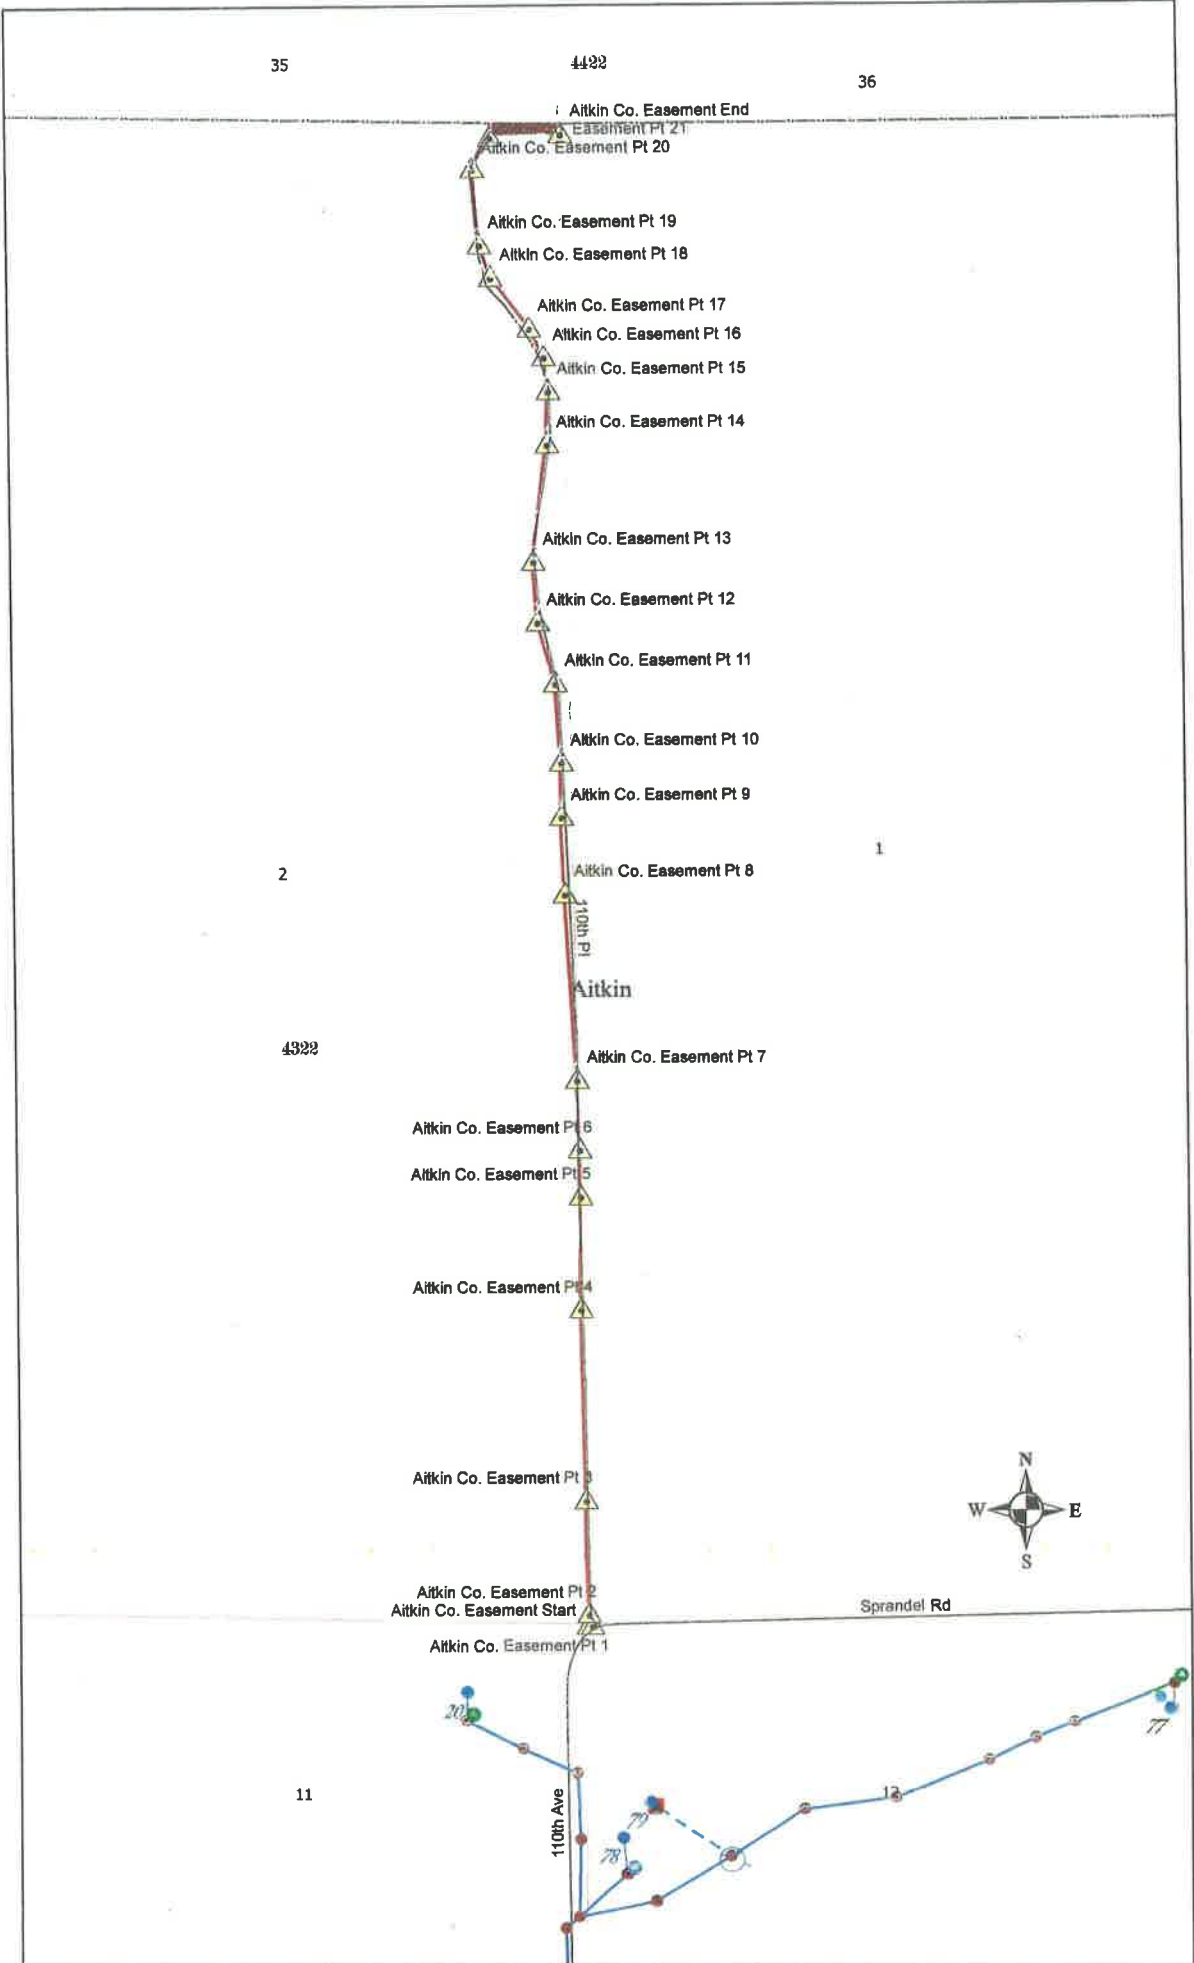 35
4422
36
Aitkin Co. Easement End
Easement Pt 21
Aitkin Co. Easement Pt 20
Aitkin Co. Easement Pt 19
Aitkin Co. Easement Pt 18
Aitkin Co. Easement Pt 17
Aitkin Co. Easement Pt 16
Aitkin Co. Easement Pt 15
Aitkin Co. Easement Pt 14
Aitkin Co. Easement Pt 13
Aitkin Co. Easement Pt 12
Aitkin Co. Easement Pt 11
Aitkin Co. Easement Pt 10
Aitkin Co. Easement Pt 9
1
2
Aitkin Co. Easement Pt 8
110th Pl
Aitkin
4322
Aitkin Co. Easement Pt 7
Aitkin Co. Easement Pt 6
Aitkin Co. Easement Pt 5
Aitkin Co. Easement Pt 4
N
Aitkin Co. Easement Pt 3
W
E
S
Aitkin Co. Easement Pt 2
Aitkin Co. Easement Start
Sprandel Rd
Aitkin Co. Easement Pt 1
20
77
11
12
110th Ave
79
78